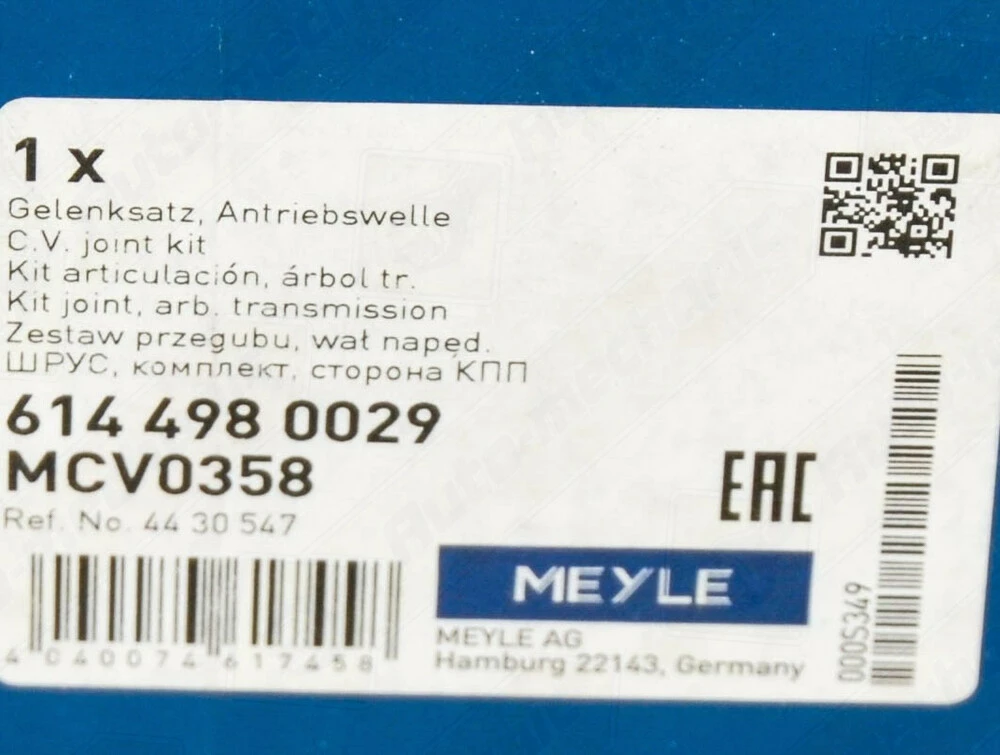 1 x
Gelenksatz, Antriebswelle
C.V. joint kit
Kit articulación, árbol tr.
Kit joint, arb. transmission
Zestaw przegubu, wał napęd.
ШРУС, комплект, сторона КПП
614 498 0029
MCV0358
Ref. No. 44 30 547
EAC
MEYLE
MEYLE AG
Hamburg 22143, Germany
4 040074 617458
000S349